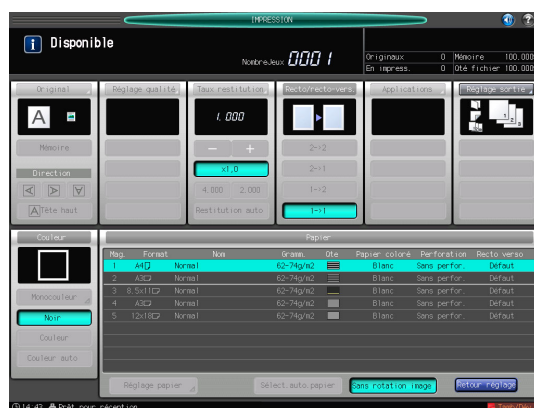 IMPRESSION
Disponible
NombreJeux 0001
Originaux 0 Mémoire 100.000
En impress. 0 Qté fichier 100.000
Original Réglage qualité Taux restitution Recto/recto-vers. Applications Réglage sortie
A 1.000
Mémoire - + 2->2
Direction ×1,0 2->1
4.000 2.000 1->2
Tête haut Restitution auto 1->1
Couleur Papier
Mag. Format Nom Gramm. Qte Papier coloré Perforation Recto verso
1 A4 Normal 62-74g/m2 Blanc Sans perfor. Défaut
2 A3 Normal 62-74g/m2 Blanc Sans perfor. Défaut
3 8.5×11 Normal 62-74g/m2 Blanc Sans perfor. Défaut
4 A3 Normal 62-74g/m2 Blanc Sans perfor. Défaut
5 12×18 Normal 62-74g/m2 Blanc Sans perfor. Défaut
Monocouleur
Noir
Couleur
Couleur auto
Réglage papier Sélect.auto.papier Sans rotation image Retour réglage
14:43 Prêt pour réception